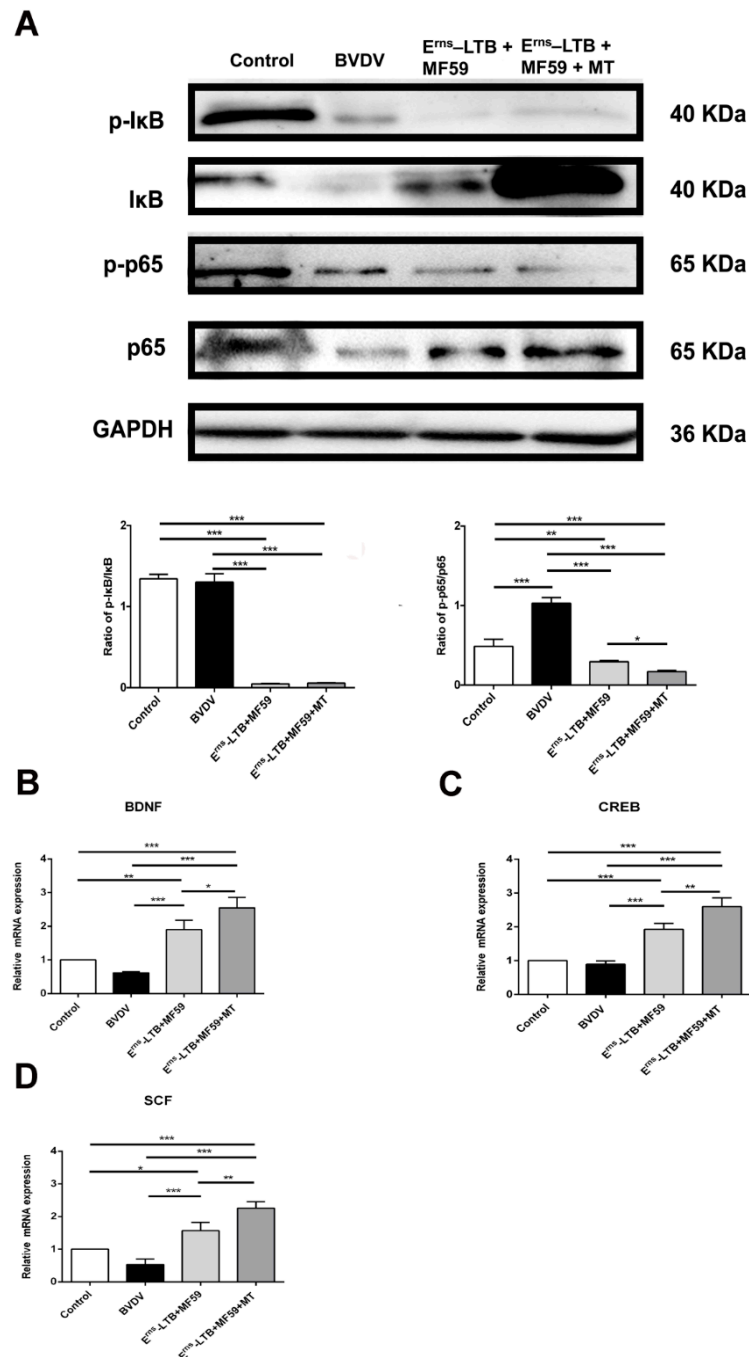 A
Control
BVDV
Eʳⁿˢ–LTB +
MF59
Eʳⁿˢ–LTB +
MF59 + MT
p-IκB
40 KDa
IκB
40 KDa
p-p65
65 KDa
p65
65 KDa
GAPDH
36 KDa
Ratio of p-IκB/IκB
2
1
0
***
***
***
***
Control
BVDV
Eʳⁿˢ-LTB+MF59
Eʳⁿˢ-LTB+MF59+MT
Ratio of p-p65/p65
2
1
0
***
**
***
***
***
*
Control
BVDV
Eʳⁿˢ-LTB+MF59
Eʳⁿˢ-LTB+MF59+MT
B
BDNF
Relative mRNA expression
4
3
2
1
0
***
***
**
*
***
Control
BVDV
Eʳⁿˢ-LTB+MF59
Eʳⁿˢ-LTB+MF59+MT
C
CREB
Relative mRNA expression
4
3
2
1
0
***
***
***
**
***
Control
BVDV
Eʳⁿˢ-LTB+MF59
Eʳⁿˢ-LTB+MF59+MT
D
SCF
Relative mRNA expression
4
3
2
1
0
***
***
*
**
***
Control
BVDV
Eʳⁿˢ-LTB+MF59
Eʳⁿˢ-LTB+MF59+MT